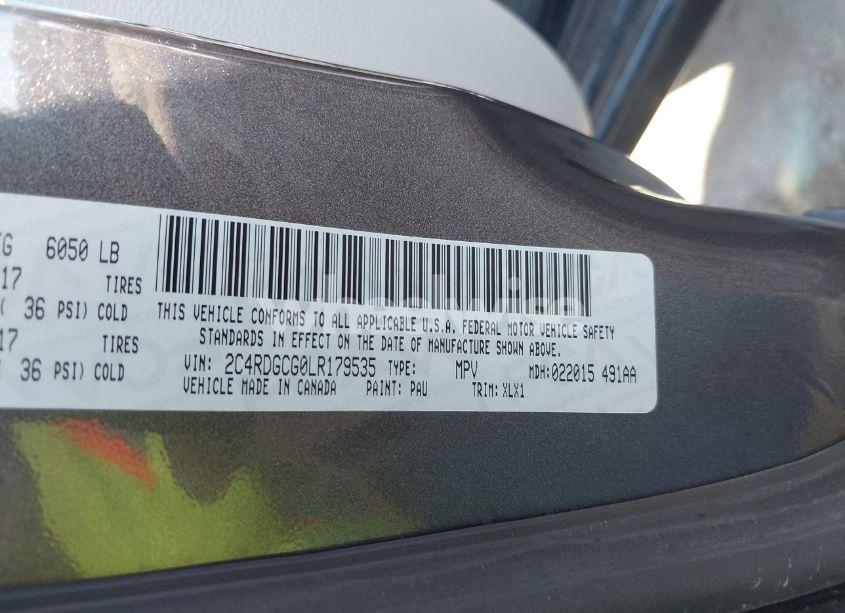 6050 LB
17 TIRES
36 PSI) COLD
THIS VEHICLE CONFORMS TO ALL APPLICABLE U.S.A. FEDERAL MOTOR VEHICLE SAFETY
17 TIRES
STANDARDS IN EFFECT ON THE DATE OF MANUFACTURE SHOWN ABOVE.
36 PSI) COLD
VIN: 2C4RDGCG0LR179535 TYPE: MPV MDH:022015 491AA
VEHICLE MADE IN CANADA PAINT: PAU TRIM: XLX1